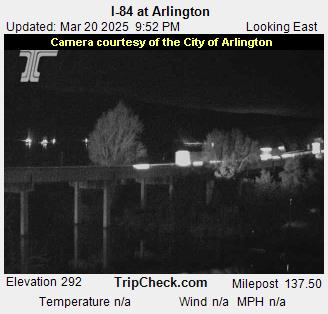 I-84 at Arlington
Updated: Mar 20 2025 9:52 PM Looking East
Camera courtesy of the City of Arlington
Elevation 292 TripCheck.com Milepost 137.50
Temperature n/a Wind n/a MPH n/a